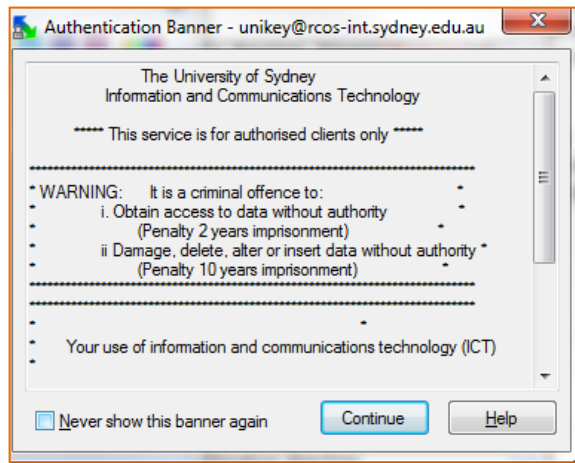 Authentication Banner - unikey@rcos-int.sydney.edu.au
The University of Sydney
Information and Communications Technology
***** This service is for authorised clients only *****
******************************************************************************
* WARNING: It is a criminal offence to: *
* i. Obtain access to data without authority *
* (Penalty 2 years imprisonment) *
* ii Damage, delete, alter or insert data without authority *
* (Penalty 10 years imprisonment) *
******************************************************************************
******************************************************************************
* *
* Your use of information and communications technology (ICT)
*
Never show this banner again
Continue
Help